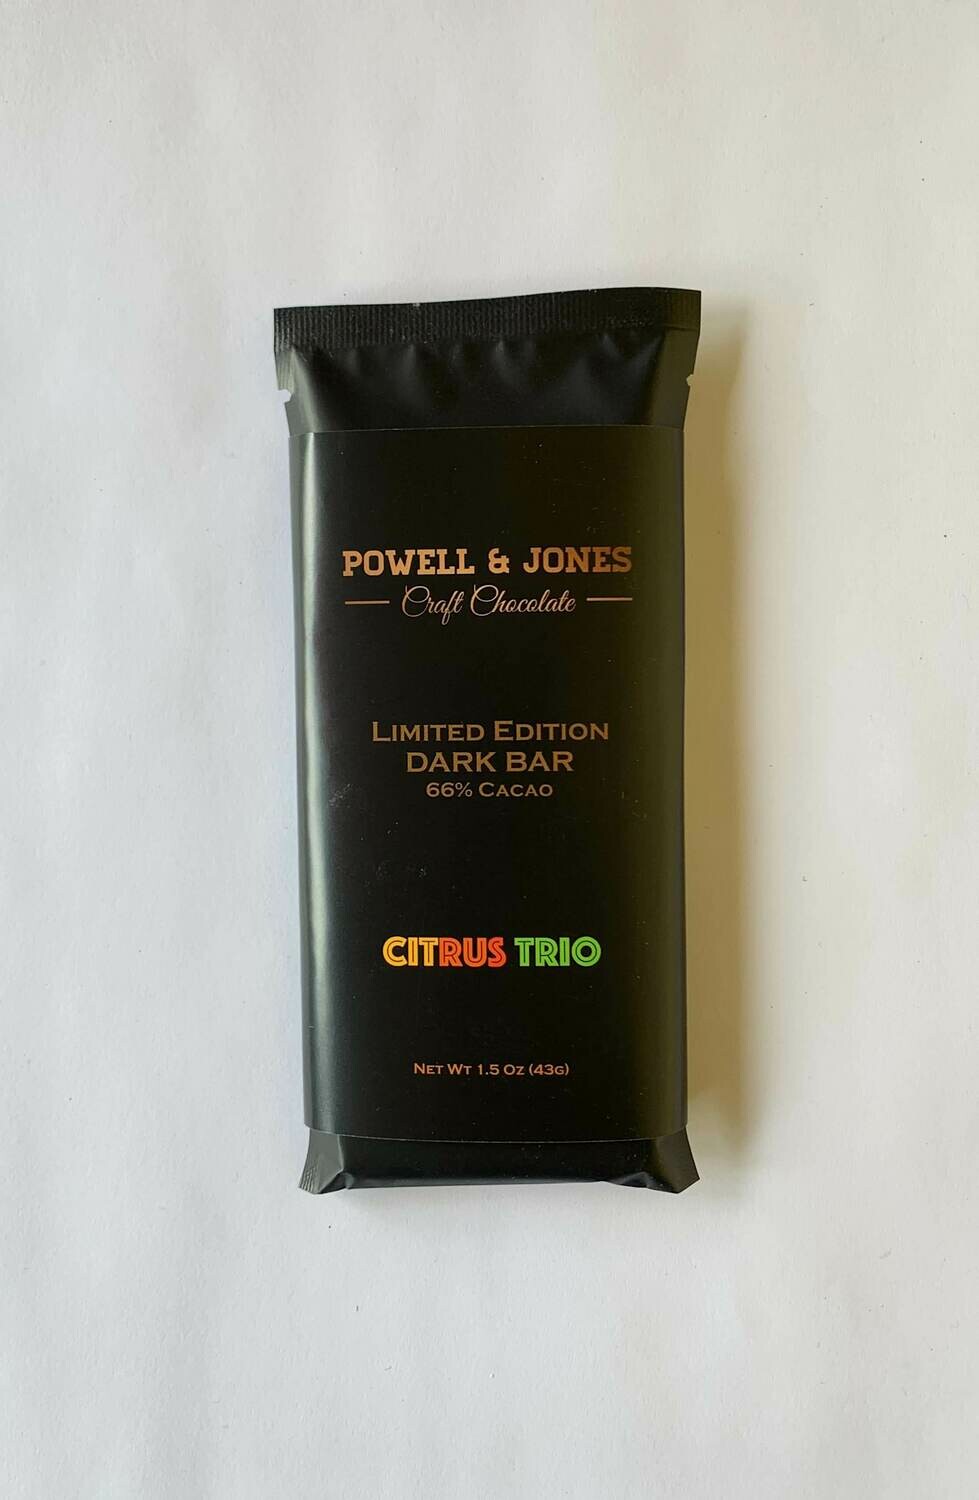 POWELL & JONES
Craft Chocolate
LIMITED EDITION
DARK BAR
66% CACAO
CITRUS TRIO
NET WT 1.5 OZ (43G)